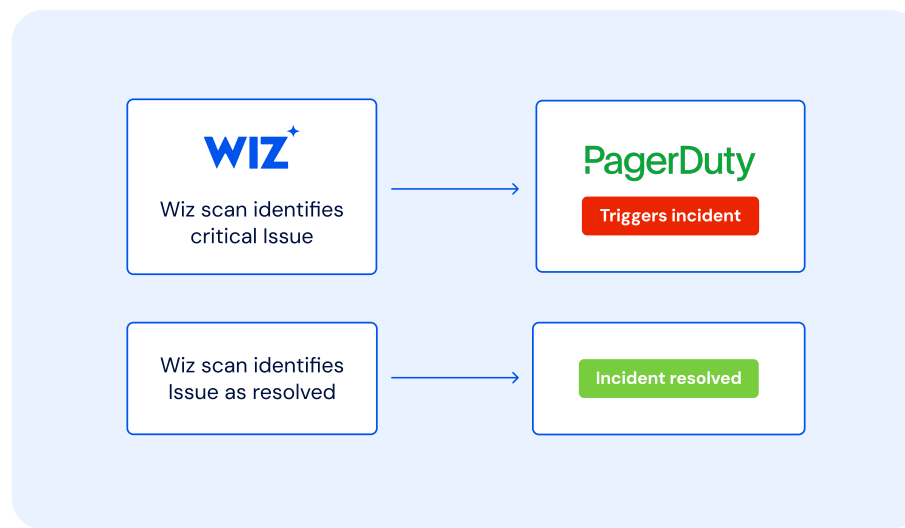 WIZ
Wiz scan identifies
critical Issue
PagerDuty
Triggers incident
Wiz scan identifies
Issue as resolved
Incident resolved